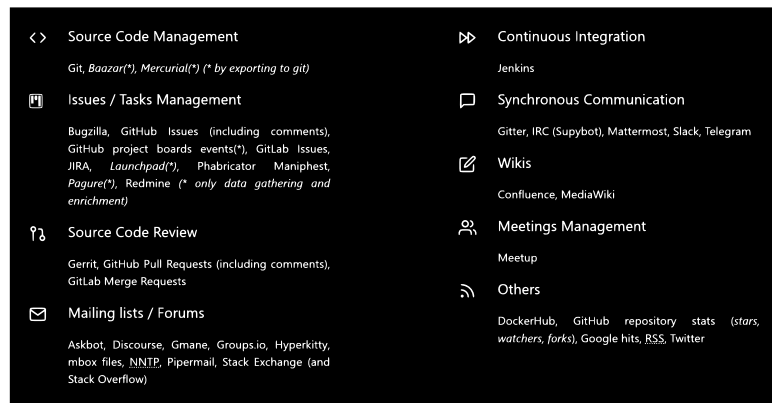 Source Code Management
Git, Baazar(*), Mercurial(*) (* by exporting to git)
Issues / Tasks Management
Bugzilla, GitHub Issues (including comments),
GitHub project boards events(*), GitLab Issues,
JIRA, Launchpad(*), Phabricator Maniphest,
Pagure(*), Redmine (* only data gathering and
enrichment)
Source Code Review
Gerrit, GitHub Pull Requests (including comments),
GitLab Merge Requests
Mailing lists / Forums
Askbot, Discourse, Gmane, Groups.io, Hyperkitty,
mbox files, NNTP, Pipermail, Stack Exchange (and
Stack Overflow)
Continuous Integration
Jenkins
Synchronous Communication
Gitter, IRC (Supybot), Mattermost, Slack, Telegram
Wikis
Confluence, MediaWiki
Meetings Management
Meetup
Others
DockerHub, GitHub repository stats (stars,
watchers, forks), Google hits, RSS, Twitter